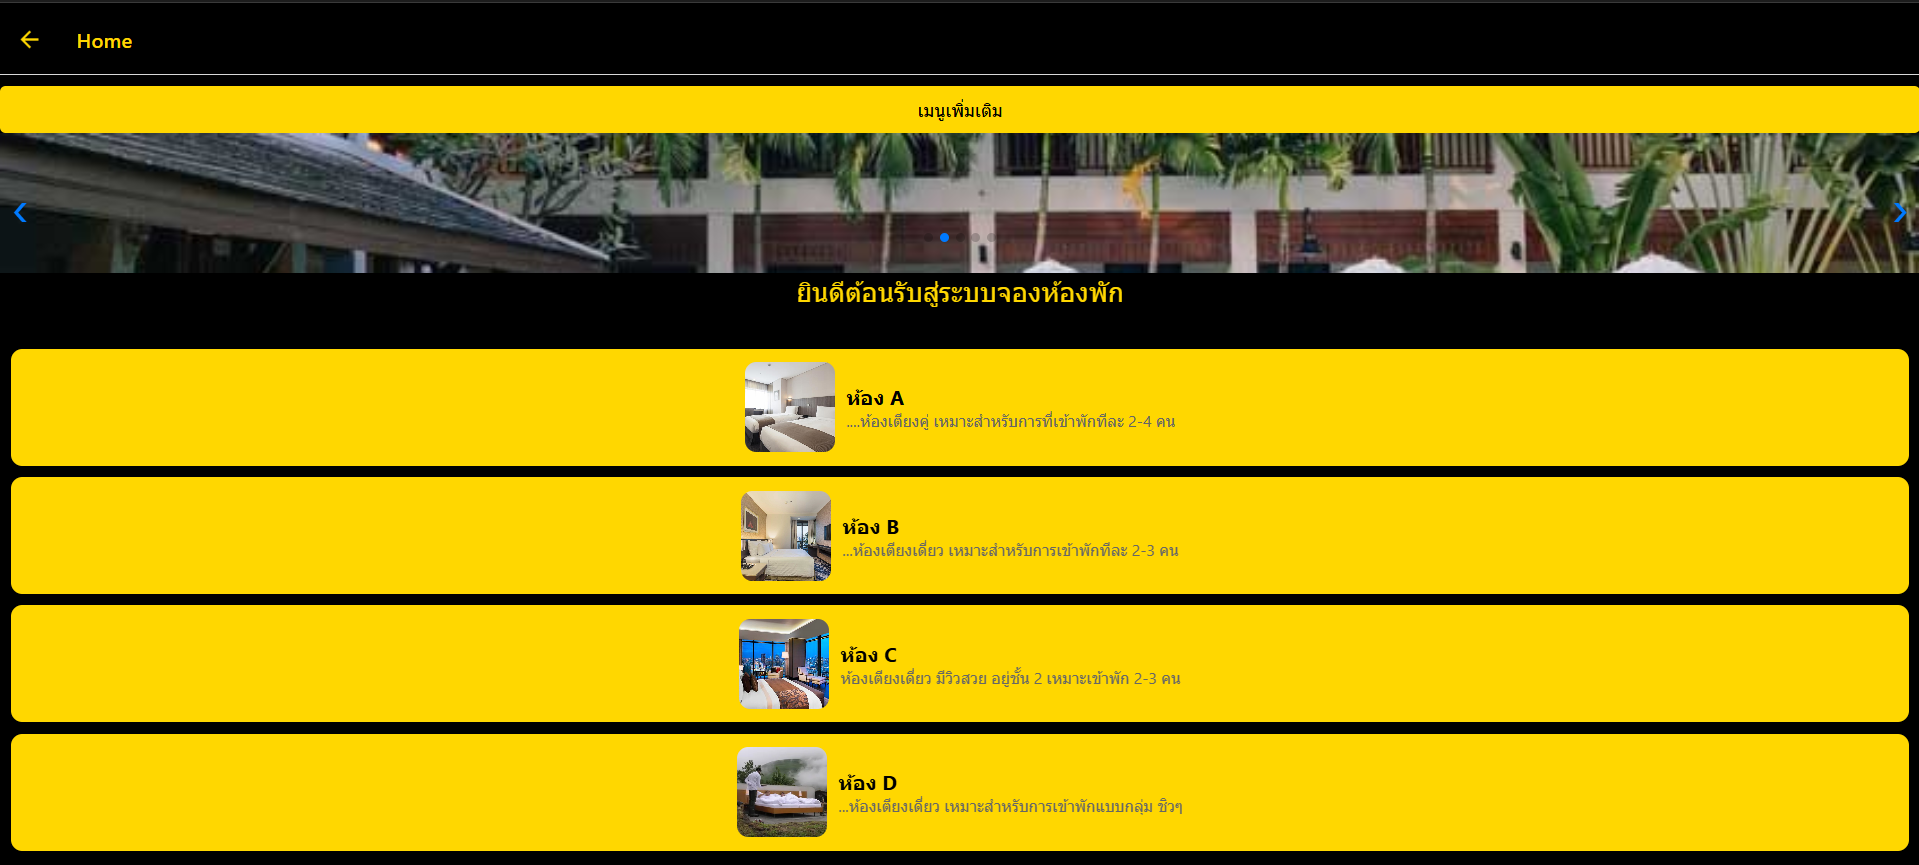 Home
เมนูเพิ่มเติม
ยินดีต้อนรับสู่ระบบจองห้องพัก
ห้อง A
....ห้องเตียงคู่ เหมาะสำหรับการที่เข้าพักทีละ 2-4 คน
ห้อง B
...ห้องเตียงเดี่ยว เหมาะสำหรับการเข้าพักทีละ 2-3 คน
ห้อง C
ห้องเตียงเดี่ยว มีวิวสวย อยู่ชั้น 2 เหมาะเข้าพัก 2-3 คน
ห้อง D
...ห้องเตียงเดี่ยว เหมาะสำหรับการเข้าพักแบบกลุ่ม ชิวๆ